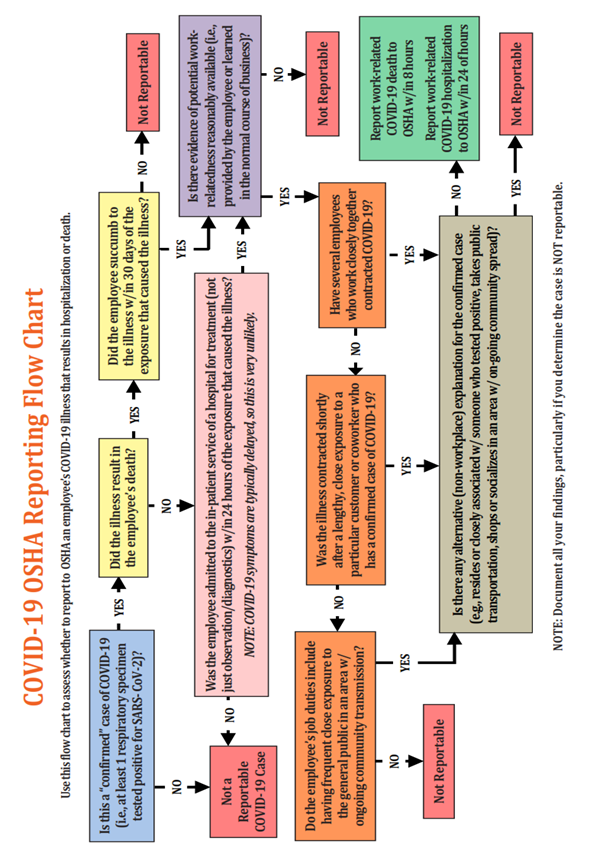 COVID-19 OSHA Reporting Flow Chart
Use this flow chart to assess whether to report to OSHA an employee's COVID-19 illness that results in hospitalization or death.
Is this a "confirmed" case of COVID-19
(i.e., at least 1 respiratory specimen
tested positive for SARS- CoV-2)?
YES
NO
Did the illness result in
the employee's death?
YES
NO
Did the employee succumb to
the illness w/in 30 days of the
exposure that caused the illness?
NO
YES
Not Reportable
Not a
Reportable
COVID-19 Case
NO
Was the employee admitted to the in-patient service of a hospital for treatment (not
just observation/diagnostics) w/in 24 hours of the exposure that caused the illness?
NOTE: COVID-19 symptoms are typically delayed, so this is very unlikely.
YES
Is there evidence of potential work-
relatedness reasonably available (i.e.,
provided by the employee or learned
in the normal course of business)?
NO
YES
Not Reportable
Have several employees
who work closely together
contracted COVID-19?
NO
YES
Was the illness contracted shortly
after a lengthy, close exposure to a
particular customer or coworker who
has a confirmed case of COVID-19?
NO
YES
Do the employee's job duties include
having frequent close exposure to
the general public in an area w/
ongoing community transmission?
YES
Not Reportable
Is there any alternative (non-workplace) explanation for the confirmed case
(e.g., resides or closely associated w/ someone who tested positive, takes public
transportation, shops or socializes in an area w/ on-going community spread)?
NO
YES
Report work-related
COVID-19 death to
OSHA w/in 8 hours
Report work-related
COVID-19 hospitalization
to OSHA w/in 24 of hours
Not Reportable
NOTE: Document all your findings, particularly if you determine the case is NOT reportable.